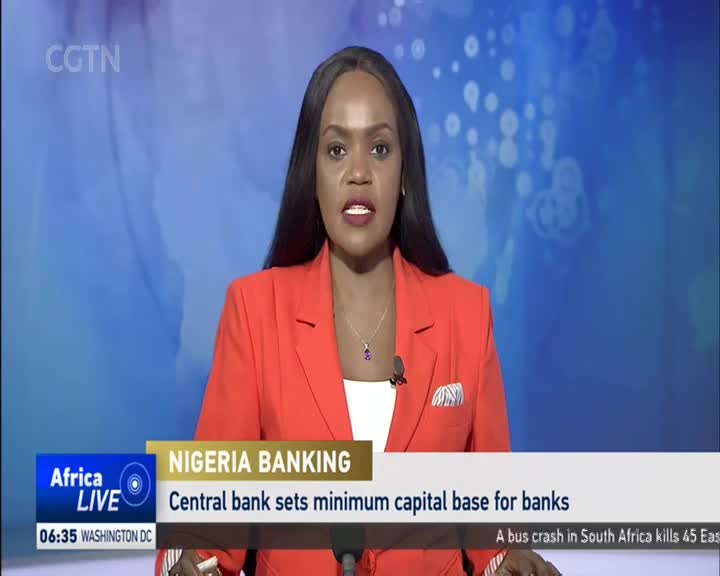 CGTN
NIGERIA BANKING
Africa
LIVE
Central bank sets minimum capital base for banks
06:35 WASHINGTON DC
A bus crash in South Africa kills 45 Eas